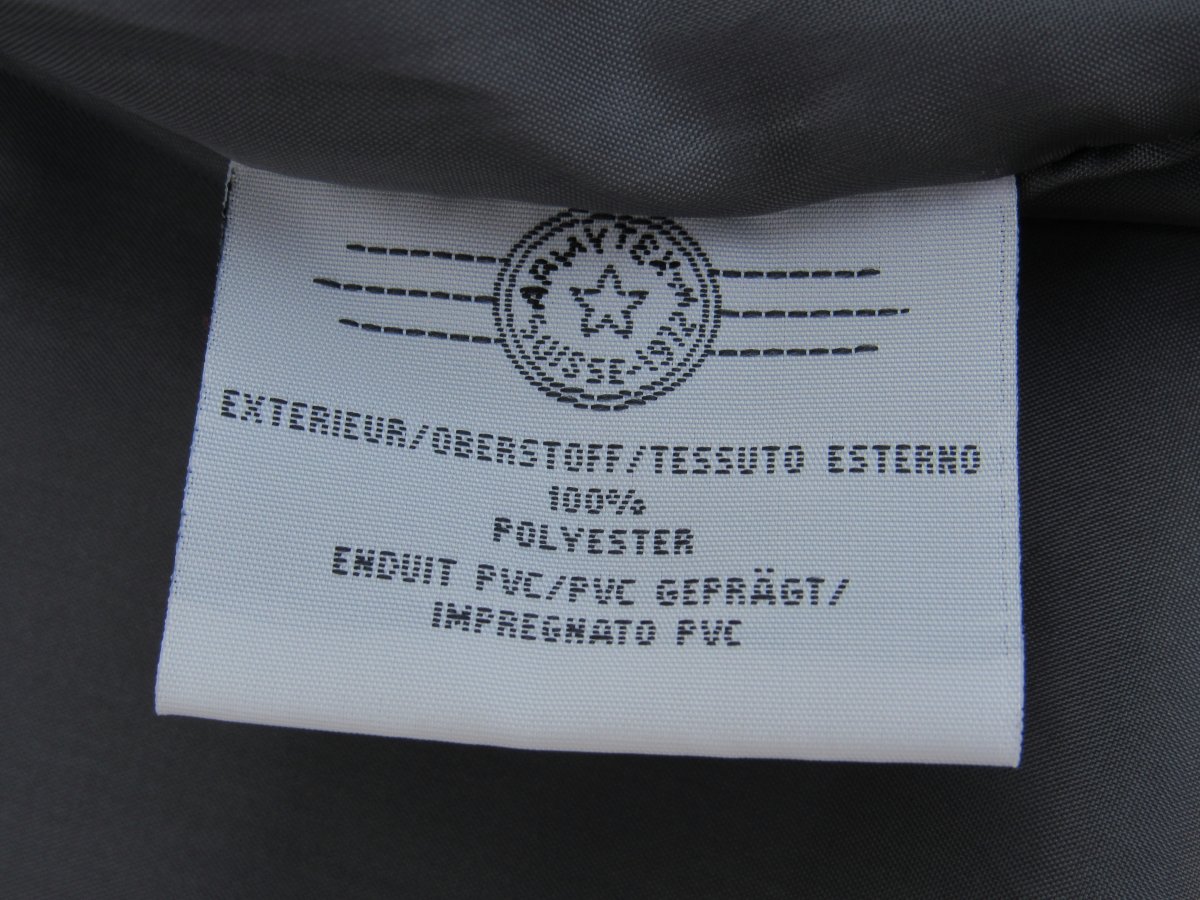 ARMYTEX
SUISSE-1972
EXTERIEUR/OBERSTOFF/TESSUTO ESTERNO
100%
POLYESTER
ENDUIT PVC/PVC GEPRÄGT/
IMPREGNATO PVC